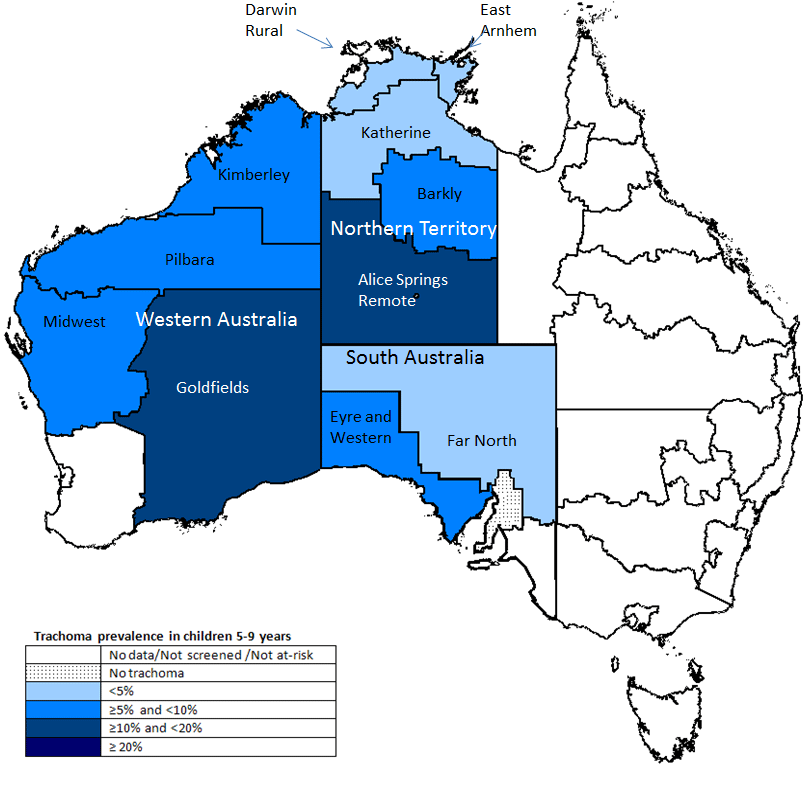 Darwin
Rural
East
Arnhem
Katherine
Kimberley
Barkly
Northern Territory
Pilbara
Alice Springs
Remote
Midwest
Western Australia
South Australia
Goldfields
Eyre and
Western
Far North
Trachoma prevalence in children 5-9 years
No data/Not screened /Not at-risk
No trachoma
<5%
≥5% and <10%
≥10% and <20%
≥ 20%